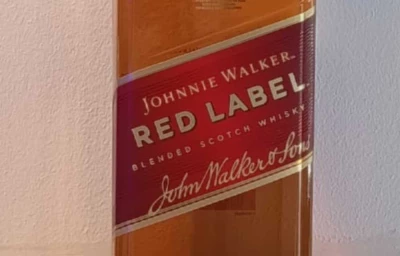 JOHNNIE WALKER
RED LABEL
BLENDED SCOTCH WHISKY
John Walker & Sons